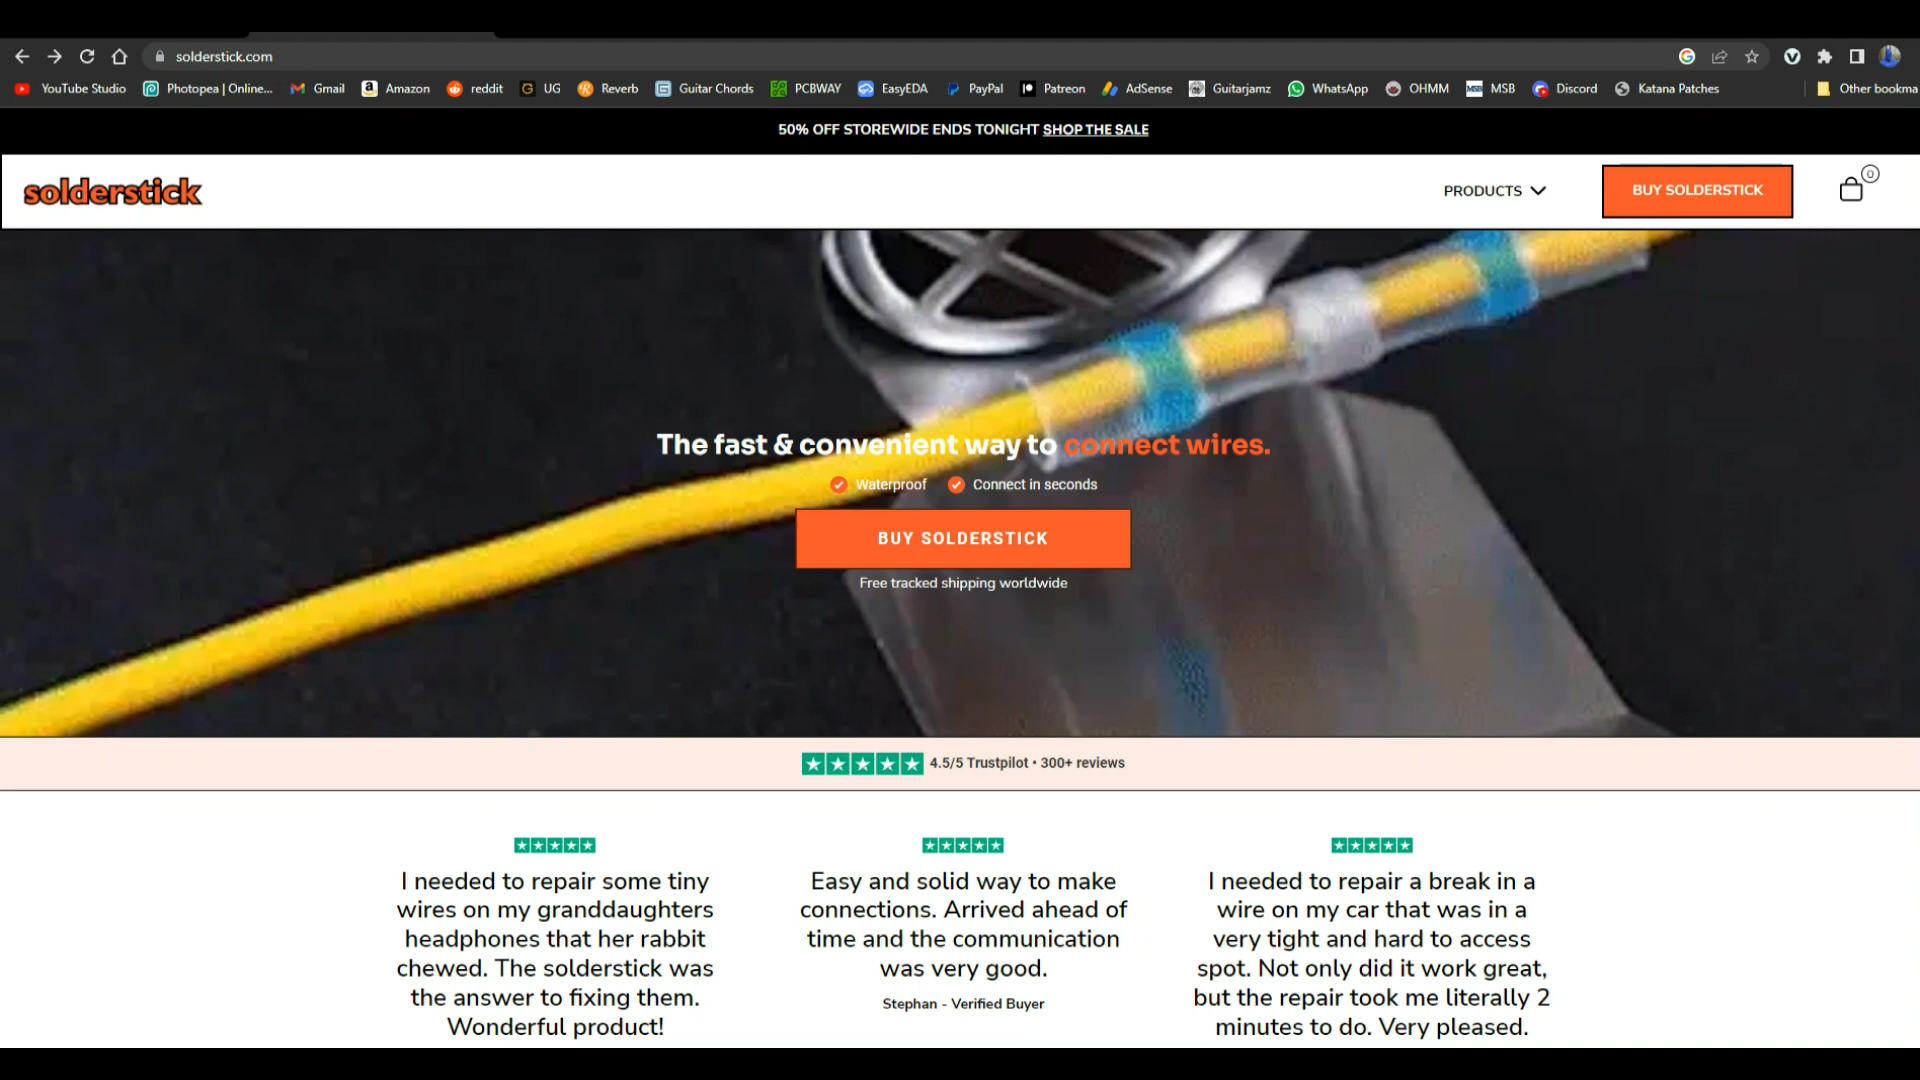 solderstick.com
YouTube Studio Photopea | Online... Gmail Amazon reddit UG Reverb Guitar Chords PCBWAY EasyEDA PayPal Patreon AdSense Guitarjamz WhatsApp OHMM MSB Discord Katana Patches Other bookma
50% OFF STOREWIDE ENDS TONIGHT SHOP THE SALE
solderstick PRODUCTS BUY SOLDERSTICK 0
The fast & convenient way to connect wires.
Waterproof Connect in seconds
BUY SOLDERSTICK
Free tracked shipping worldwide
4.5/5 Trustpilot • 300+ reviews
I needed to repair some tiny
wires on my granddaughters
headphones that her rabbit
chewed. The solderstick was
the answer to fixing them.
Wonderful product!
Easy and solid way to make
connections. Arrived ahead of
time and the communication
was very good.
Stephan - Verified Buyer
I needed to repair a break in a
wire on my car that was in a
very tight and hard to access
spot. Not only did it work great,
but the repair took me literally 2
minutes to do. Very pleased.